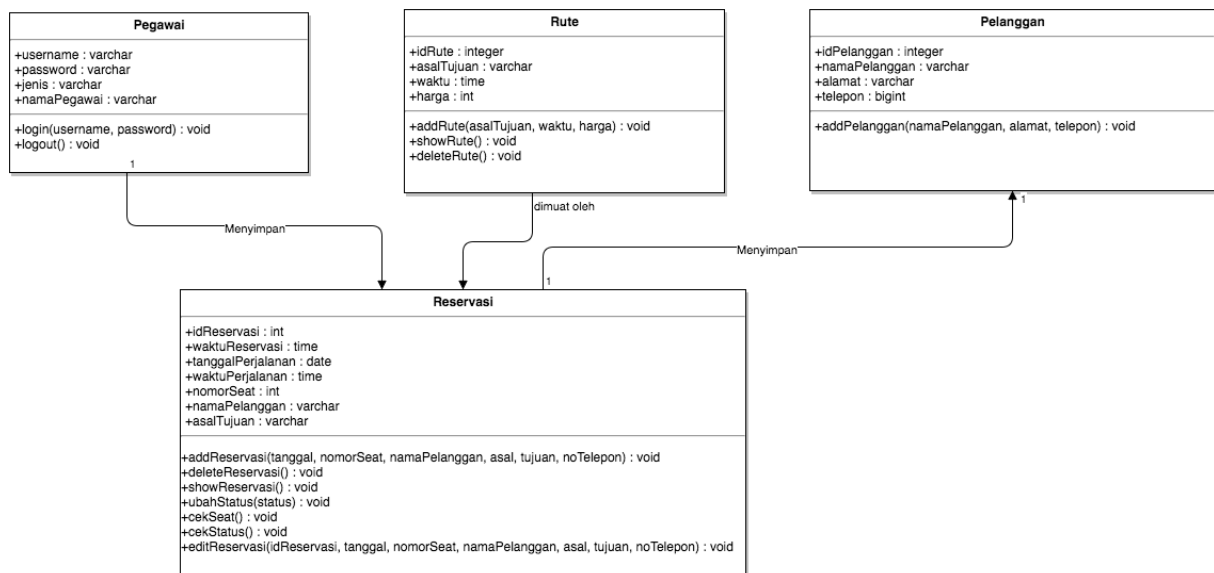 Pegawai
+username : varchar
+password : varchar
+jenis : varchar
+namaPegawai : varchar
+login(username, password) : void
+logout() : void
1
Rute
+idRute : integer
+asalTujuan : varchar
+waktu : time
+harga : int
+addRute(asalTujuan, waktu, harga) : void
+showRute() : void
+deleteRute() : void
Pelanggan
+idPelanggan : integer
+namaPelanggan : varchar
+alamat : varchar
+telepon : bigint
+addPelanggan(namaPelanggan, alamat, telepon) : void
1
Menyimpan
dimuat oleh
Menyimpan
1
Reservasi
+idReservasi : int
+waktuReservasi : time
+tanggalPerjalanan : date
+waktuPerjalanan : time
+nomorSeat : int
+namaPelanggan : varchar
+asalTujuan : varchar
+addReservasi(tanggal, nomorSeat, namaPelanggan, asal, tujuan, noTelepon) : void
+deleteReservasi() : void
+showReservasi() : void
+ubahStatus(status) : void
+cekSeat() : void
+cekStatus() : void
+editReservasi(idReservasi, tanggal, nomorSeat, namaPelanggan, asal, tujuan, noTelepon) : void